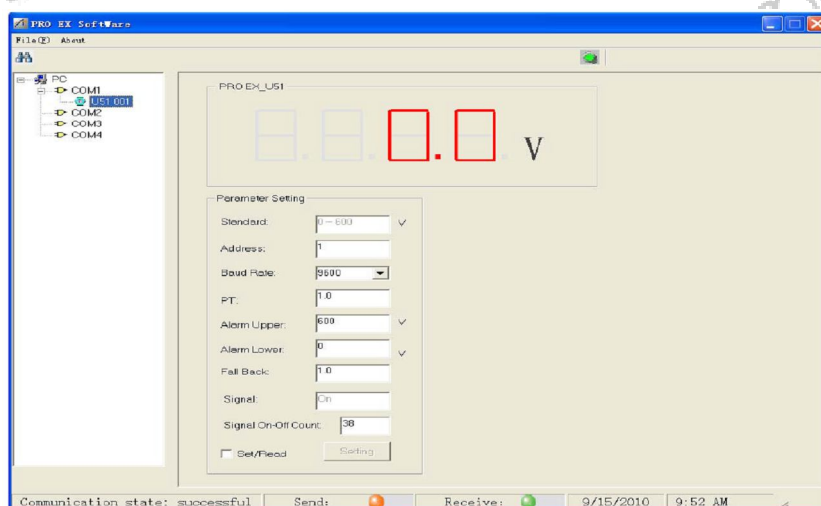 PRO EX SoftWare
File(F) About
PC
COM1
U51 001
COM2
COM3
COM4
PRO EX_U51
0.0 V
Parameter Setting
Standard: 0-600 V
Address: 1
Baud Rate: 9600
PT: 1.0
Alarm Upper: 600 V
Alarm Lower: 0 V
Fall Back: 1.0
Signal: On
Signal On-Off Count: 38
Set/Read Setting
Communication state: successful Send: Receive: 9/15/2010 9:52 AM